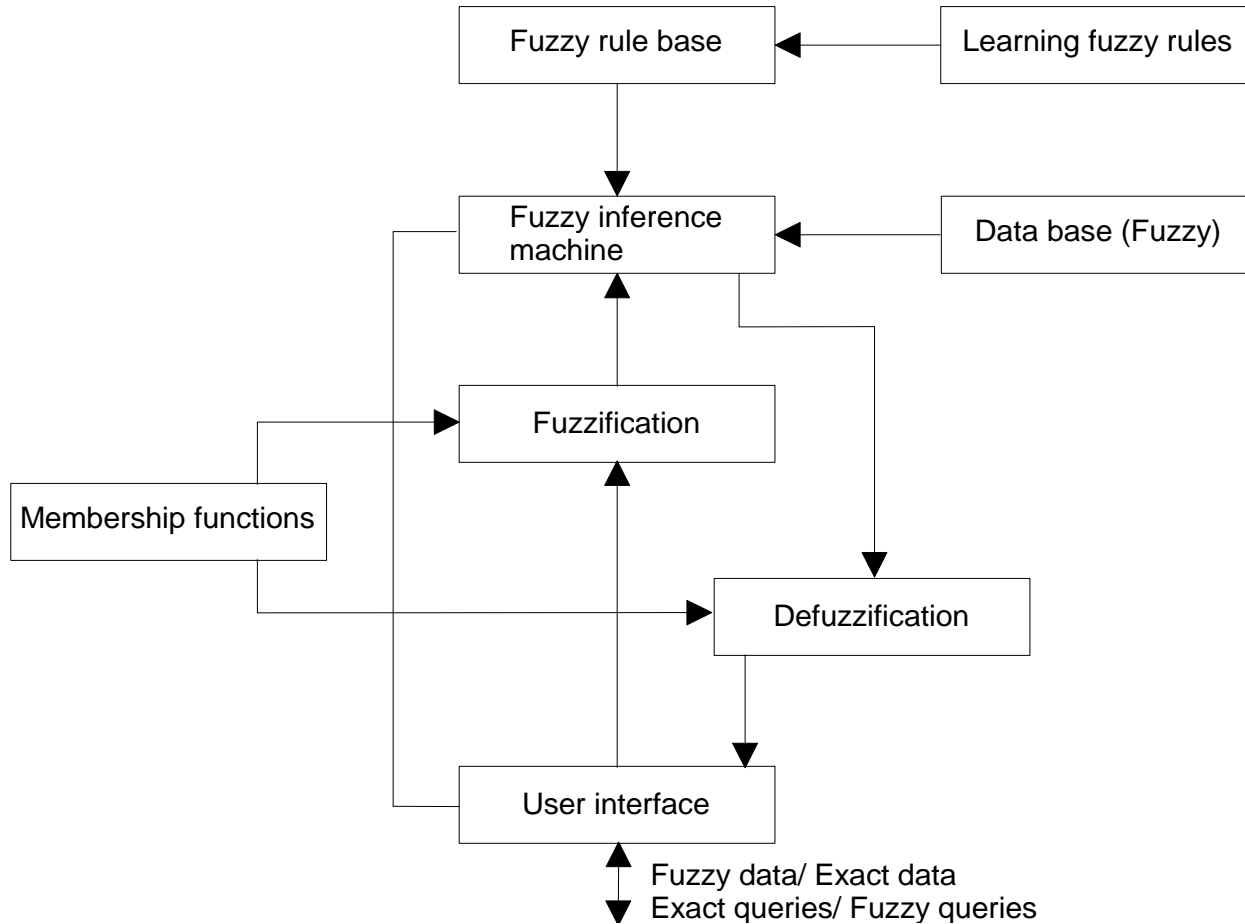 Fuzzy rule base
Learning fuzzy rules
Fuzzy inference
machine
Data base (Fuzzy)
Fuzzification
Membership functions
Defuzzification
User interface
Fuzzy data/ Exact data
Exact queries/ Fuzzy queries